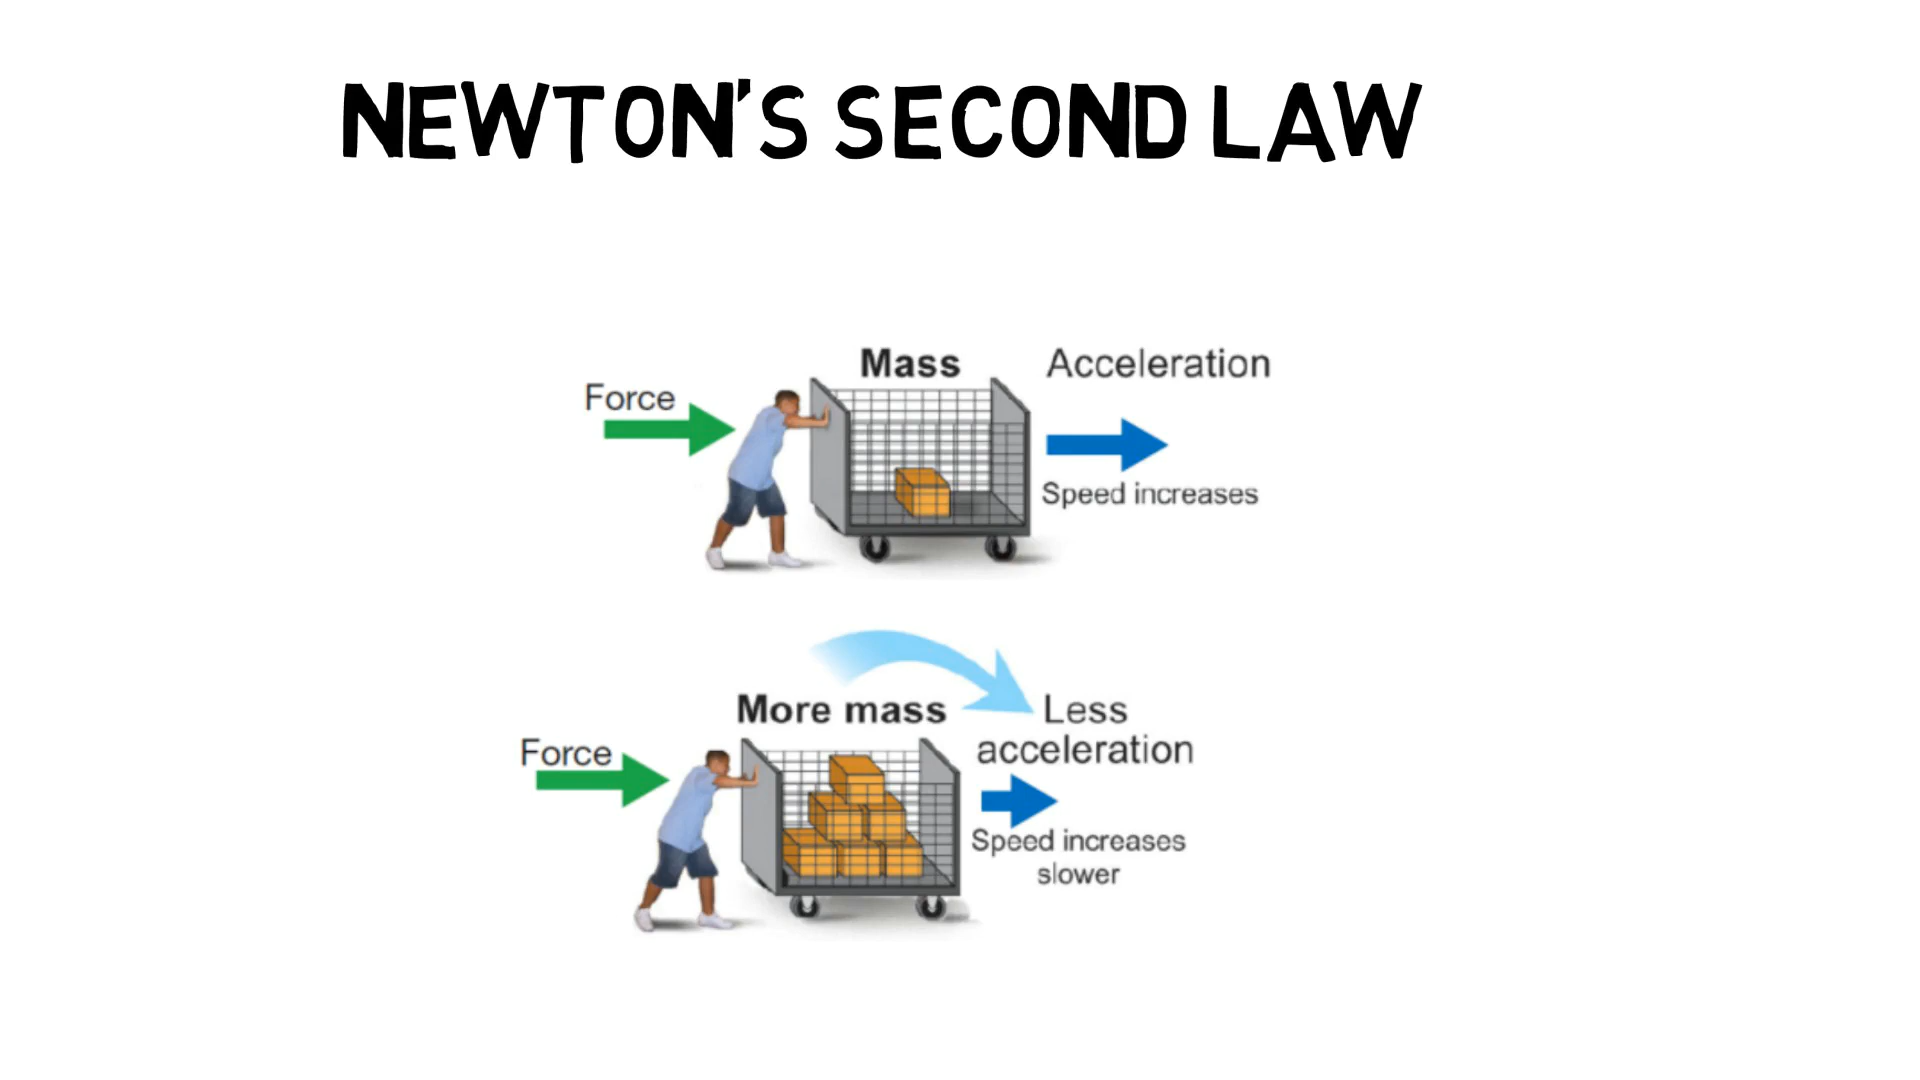 NEWTON'S SECOND LAW
Mass
Acceleration
Force
Speed increases
More mass
Less
acceleration
Force
Speed increases
slower